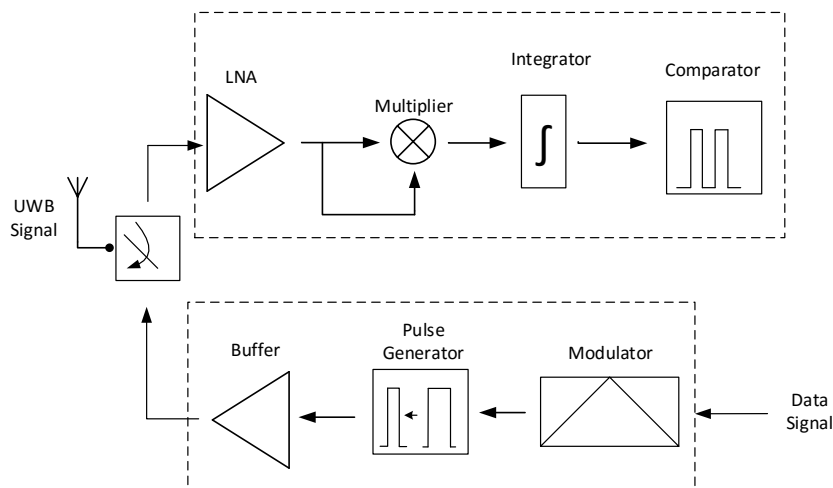 LNA
Multiplier
Integrator
Comparator
∫
UWB
Signal
Buffer
Pulse
Generator
Modulator
Data
Signal